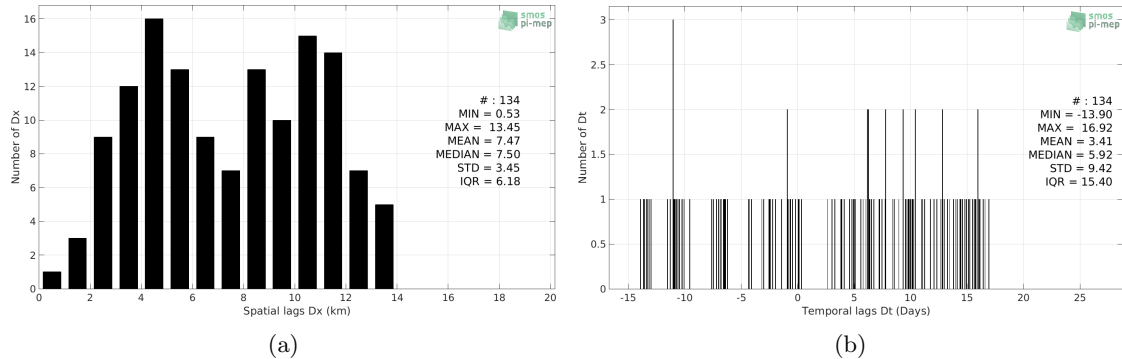 smos
pi-mep
16
14
12
10
8
6
4
2
0
Number of Dx
# : 134
MIN = 0.53
MAX = 13.45
MEAN = 7.47
MEDIAN = 7.50
STD = 3.45
IQR = 6.18
0 2 4 6 8 10 12 14 16 18 20
Spatial lags Dx (km)
(a)
smos
pi-mep
3
2.5
2
1.5
1
0.5
0
Number of Dt
# : 134
MIN = -13.90
MAX = 16.92
MEAN = 3.41
MEDIAN = 5.92
STD = 9.42
IQR = 15.40
-15 -10 -5 0 5 10 15 20 25
Temporal lags Dt (Days)
(b)